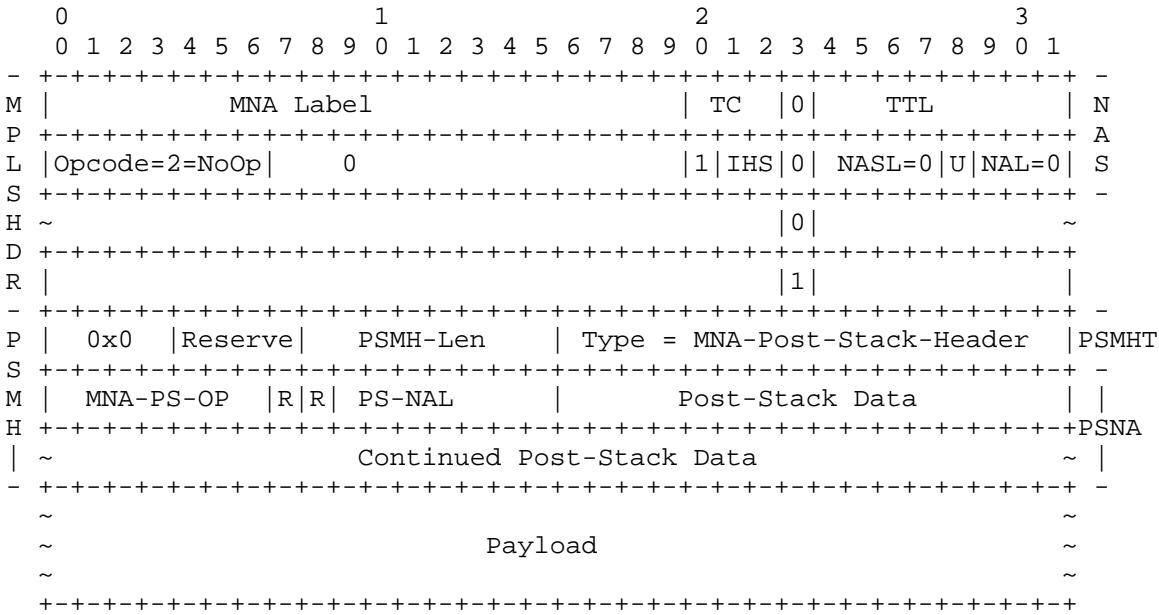 0                   1                   2                   3
    0 1 2 3 4 5 6 7 8 9 0 1 2 3 4 5 6 7 8 9 0 1 2 3 4 5 6 7 8 9 0 1
-  +-+-+-+-+-+-+-+-+-+-+-+-+-+-+-+-+-+-+-+-+-+-+-+-+-+-+-+-+-+-+-+-+ -
M  |           MNA Label                   | TC  |0|    TTL        | N
P  +-+-+-+-+-+-+-+-+-+-+-+-+-+-+-+-+-+-+-+-+-+-+-+-+-+-+-+-+-+-+-+-+ A
L  |Opcode=2=NoOp|    0                    |1|IHS|0| NASL=0|U|NAL=0| S
S  +-+-+-+-+-+-+-+-+-+-+-+-+-+-+-+-+-+-+-+-+-+-+-+-+-+-+-+-+-+-+-+-+ -
H  ~                                             |0|               ~
D  +-+-+-+-+-+-+-+-+-+-+-+-+-+-+-+-+-+-+-+-+-+-+-+-+-+-+-+-+-+-+-+-+
R  |                                             |1|               |
-  +-+-+-+-+-+-+-+-+-+-+-+-+-+-+-+-+-+-+-+-+-+-+-+-+-+-+-+-+-+-+-+-+ -
P  |  0x0  |Reserve|   PSMH-Len    | Type = MNA-Post-Stack-Header  |PSMHT
S  +-+-+-+-+-+-+-+-+-+-+-+-+-+-+-+-+-+-+-+-+-+-+-+-+-+-+-+-+-+-+-+-+ -
M  |  MNA-PS-OP  |R|R| PS-NAL      |       Post-Stack Data         | |
H  +-+-+-+-+-+-+-+-+-+-+-+-+-+-+-+-+-+-+-+-+-+-+-+-+-+-+-+-+-+-+-+-+PSNA
|  ~                   Continued Post-Stack Data                   ~ |
-  +-+-+-+-+-+-+-+-+-+-+-+-+-+-+-+-+-+-+-+-+-+-+-+-+-+-+-+-+-+-+-+-+ -
   ~                                                               ~
   ~                           Payload                             ~
   ~                                                               ~
   +-+-+-+-+-+-+-+-+-+-+-+-+-+-+-+-+-+-+-+-+-+-+-+-+-+-+-+-+-+-+-+-+